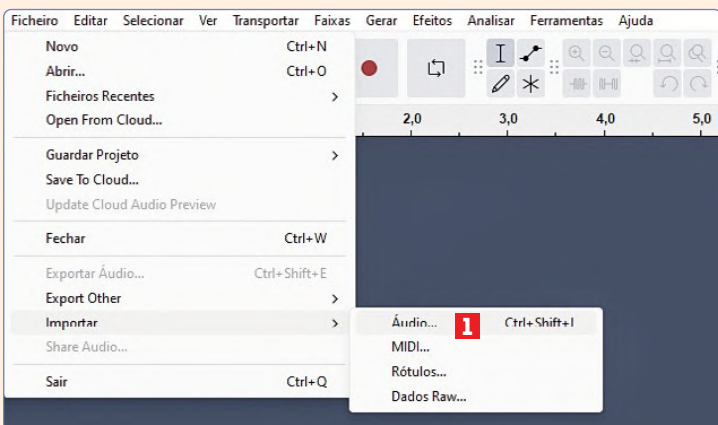 Ficheiro Editar Selecionar Ver Transportar Faixas Gerar Efeitos Analisar Ferramentas Ajuda
Novo Ctrl+N
Abrir... Ctrl+O
Ficheiros Recentes >
Open From Cloud...
2,0 3,0 4,0 5,0
Guardar Projeto >
Save To Cloud...
Update Cloud Audio Preview
Fechar Ctrl+W
Exportar Áudio... Ctrl+Shift+E
Export Other >
Importar >
Áudio... 1 Ctrl+Shift+I
Share Audio...
MIDI...
Rótulos...
Sair Ctrl+Q
Dados Raw...